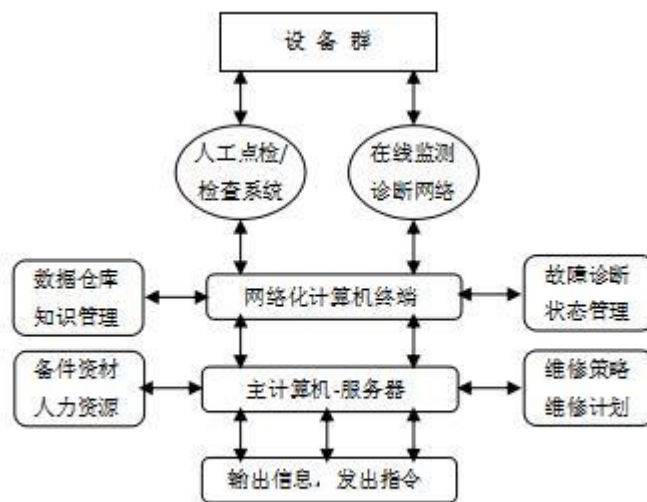 设 备 群
人工点检/
检查系统
在线监测
诊断网络
数据仓库
知识管理
网络化计算机终端
故障诊断
状态管理
备件资材
人力资源
主计算机-服务器
维修策略
维修计划
输出信息，发出指令